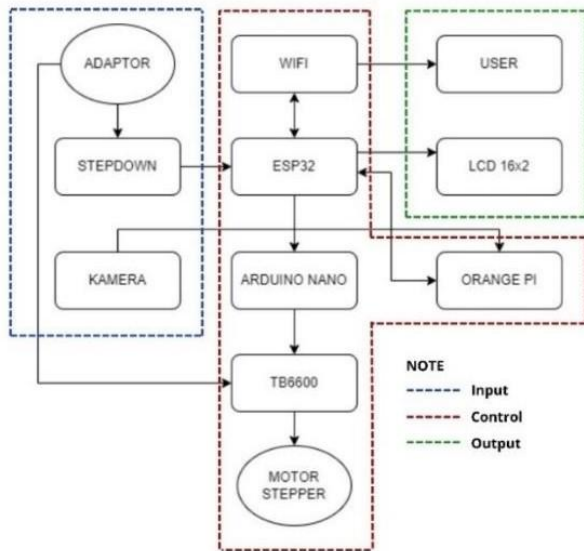 ADAPTOR
WIFI
USER
STEPDOWN
ESP32
LCD 16x2
KAMERA
ARDUINO NANO
ORANGE PI
TB6600
MOTOR
STEPPER
NOTE
Input
Control
Output